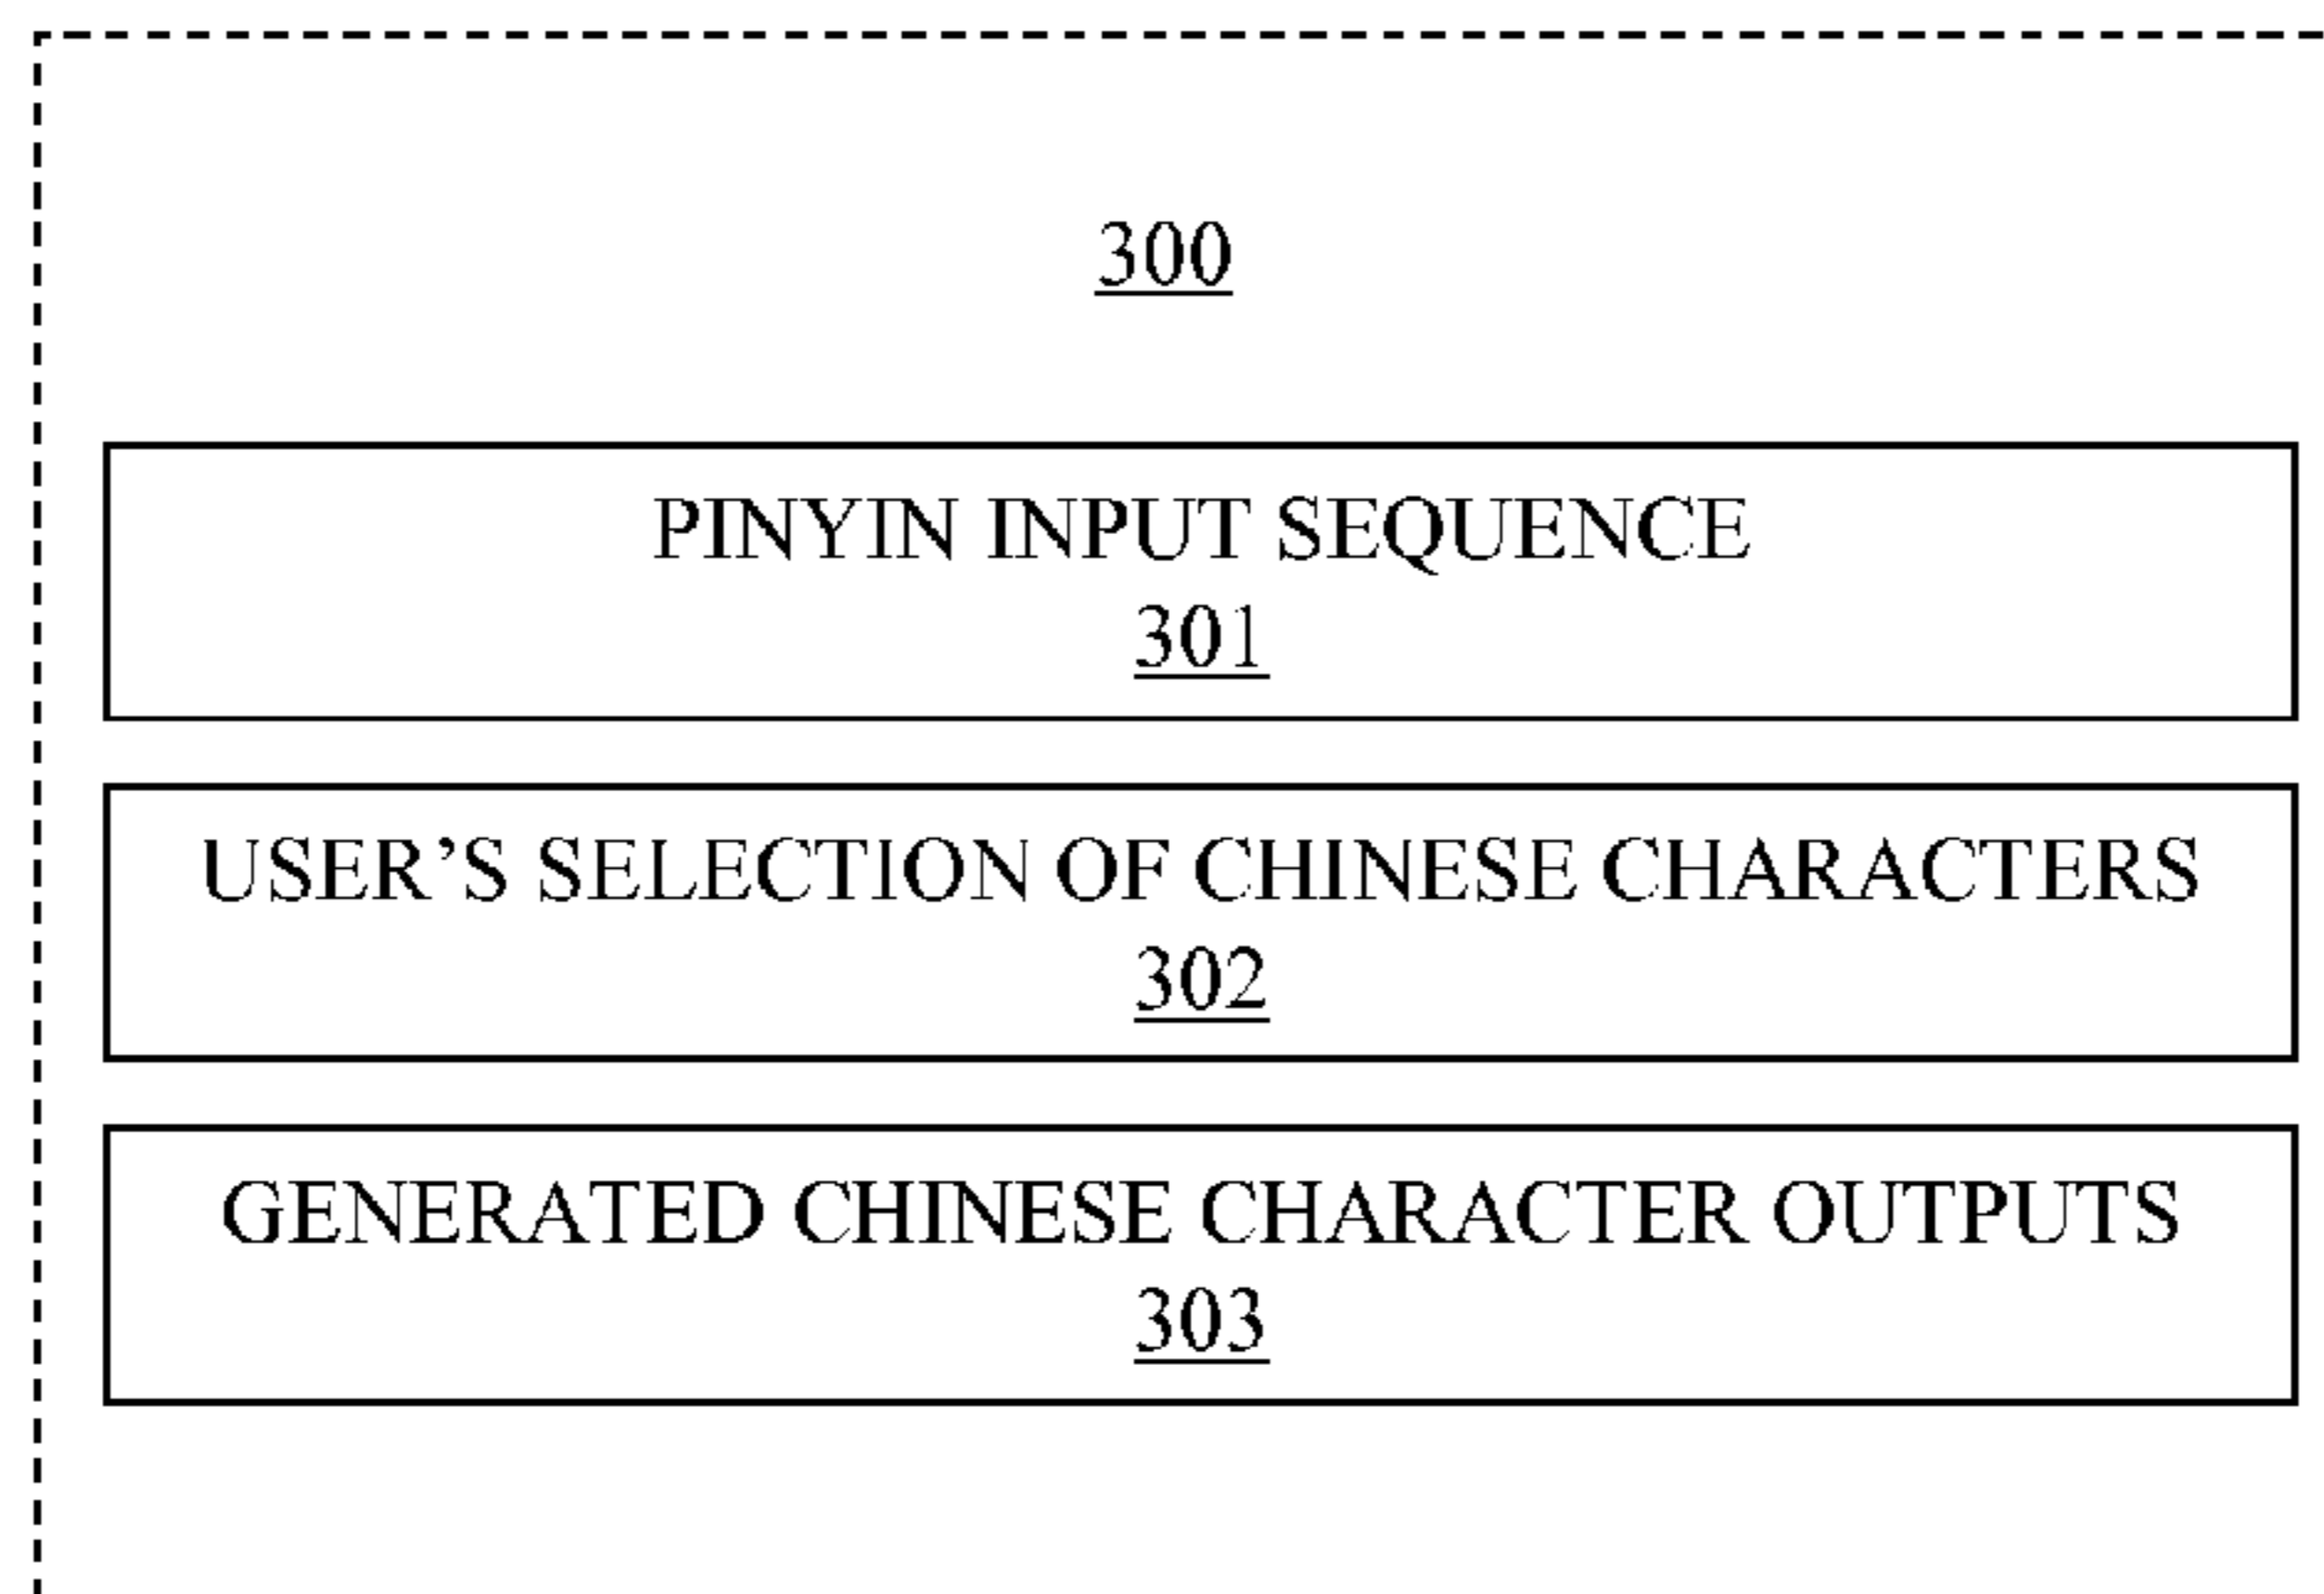 300
PINYIN INPUT SEQUENCE
301
USER’S SELECTION OF CHINESE CHARACTERS
302
GENERATED CHINESE CHARACTER OUTPUTS
303